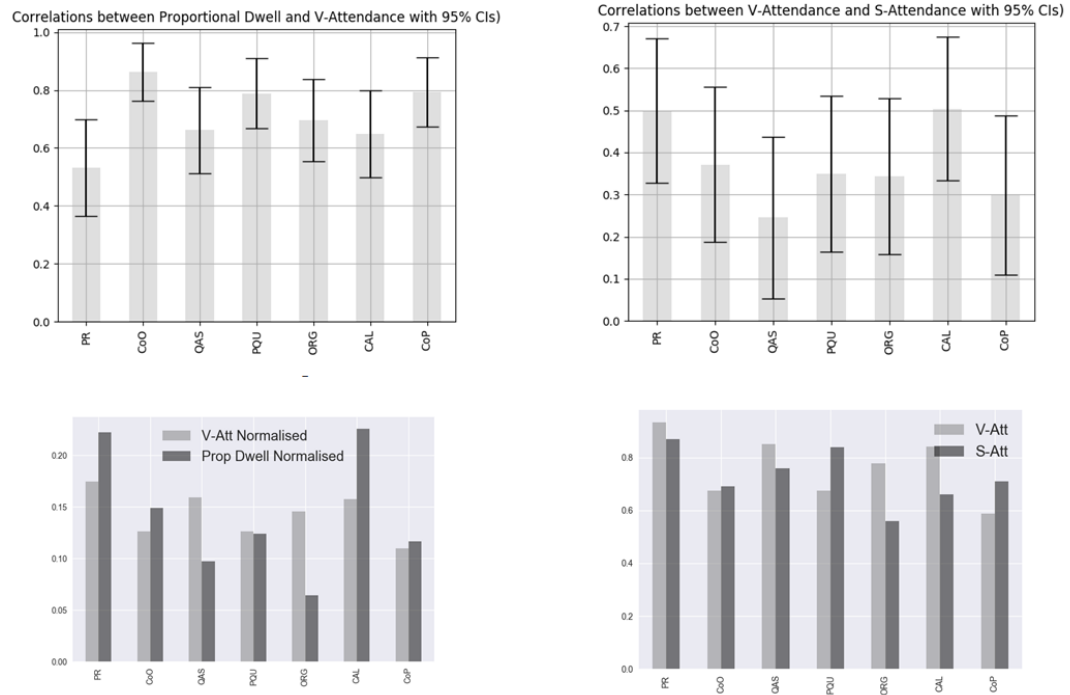 Correlations between Proportional Dwell and V-Attendance with 95% CIs)
1.0
0.8
0.6
0.4
0.2
0.0
PR
CoO
QAS
PQU
ORG
CAL
CoP
Correlations between V-Attendance and S-Attendance with 95% CIs)
0.7
0.6
0.5
0.4
0.3
0.2
0.1
0.0
PR
CoO
QAS
PQU
ORG
CAL
CoP
V-Att Normalised
Prop Dwell Normalised
0.20
0.15
0.10
0.05
0.00
PR
CoO
QAS
PQU
ORG
CAL
CoP
V-Att
S-Att
0.8
0.6
0.4
0.2
0.0
PR
CoO
QAS
PQU
ORG
CAL
CoP